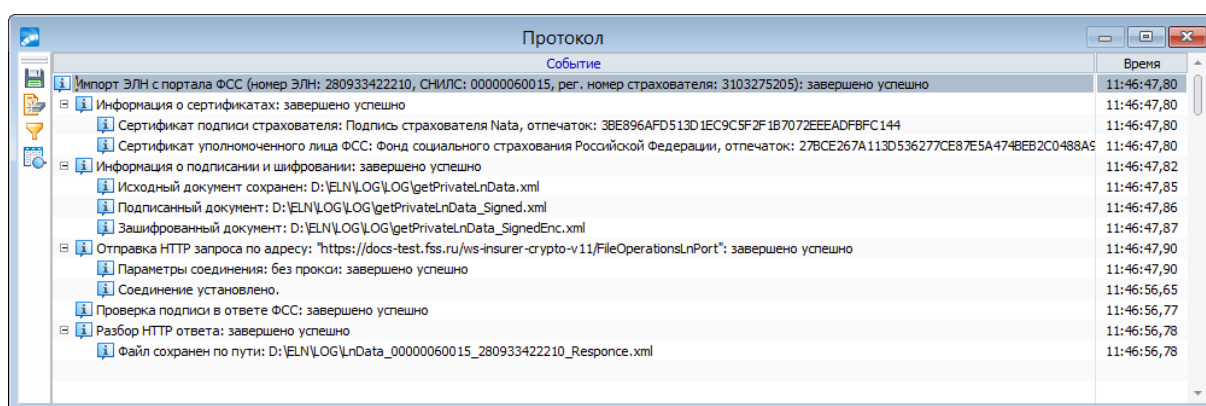 Протокол
Событие Время
Импорт ЭЛН с портала ФСС (номер ЭЛН: 280933422210, СНИЛС: 00000060015, рег. номер страхователя: 3103275205): завершено успешно 11:46:47,80
Информация о сертификатах: завершено успешно 11:46:47,80
Сертификат подписи страхователя: Подпись страхователя Nata, отпечаток: 3BE896AFD513D1EC9C5F2F1B7072EEEADFBFC144 11:46:47,80
Сертификат уполномоченного лица ФСС: Фонд социального страхования Российской Федерации, отпечаток: 27BCE267A113D536277CE87E5A474BEB2C0488A9 11:46:47,80
Информация о подписании и шифровании: завершено успешно 11:46:47,82
Исходный документ сохранен: D:\ELN\LOG\LOG\getPrivateLnData.xml 11:46:47,85
Подписанный документ: D:\ELN\LOG\LOG\getPrivateLnData_Signed.xml 11:46:47,86
Зашифрованный документ: D:\ELN\LOG\LOG\getPrivateLnData_SignedEnc.xml 11:46:47,87
Отправка HTTP запроса по адресу: "https://docs-test.fss.ru/ws-insurer-crypto-v11/FileOperationsLnPort": завершено успешно 11:46:47,90
Параметры соединения: без прокси: завершено успешно 11:46:47,90
Соединение установлено. 11:46:56,65
Проверка подписи в ответе ФСС: завершено успешно 11:46:56,77
Разбор HTTP ответа: завершено успешно 11:46:56,78
Файл сохранен по пути: D:\ELN\LOG\LnData_00000060015_280933422210_Responce.xml 11:46:56,78